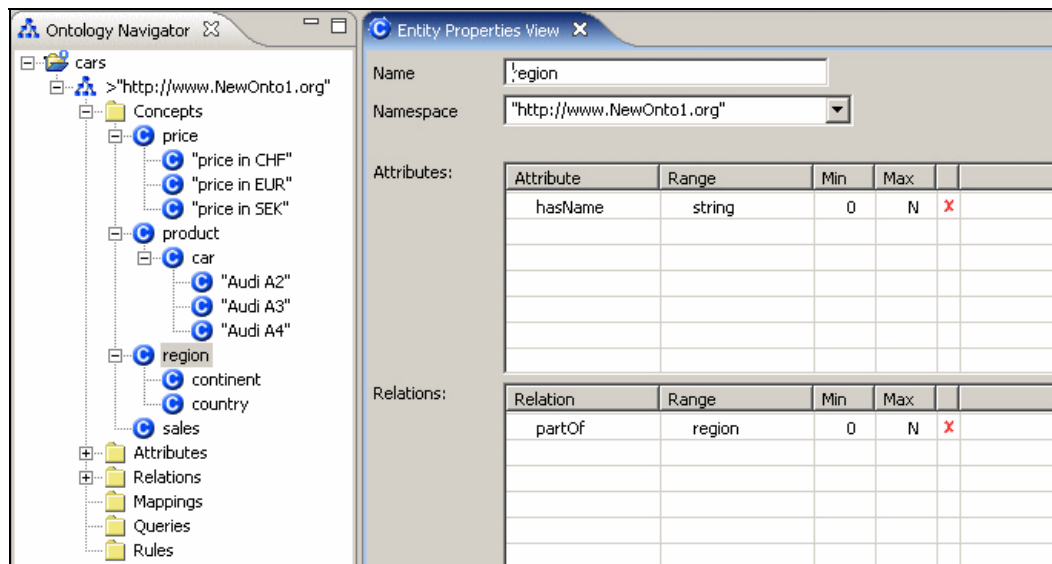 Ontology Navigator
cars
>"http://www.NewOnto1.org"
Concepts
price
"price in CHF"
"price in EUR"
"price in SEK"
product
car
"Audi A2"
"Audi A3"
"Audi A4"
region
continent
country
sales
Attributes
Relations
Mappings
Queries
Rules
Entity Properties View
Name region
Namespace "http://www.NewOnto1.org"
Attributes:
Attribute Range Min Max
hasName string 0 N
Relations:
Relation Range Min Max
partOf region 0 N